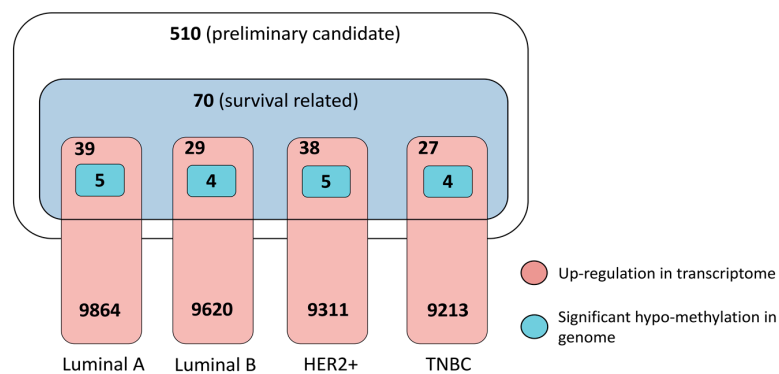 510 (preliminary candidate)
70 (survival related)
39 29 38 27
5 4 5 4
9864 9620 9311 9213
Luminal A Luminal B HER2+ TNBC
Up-regulation in transcriptome
Significant hypo-methylation in
genome